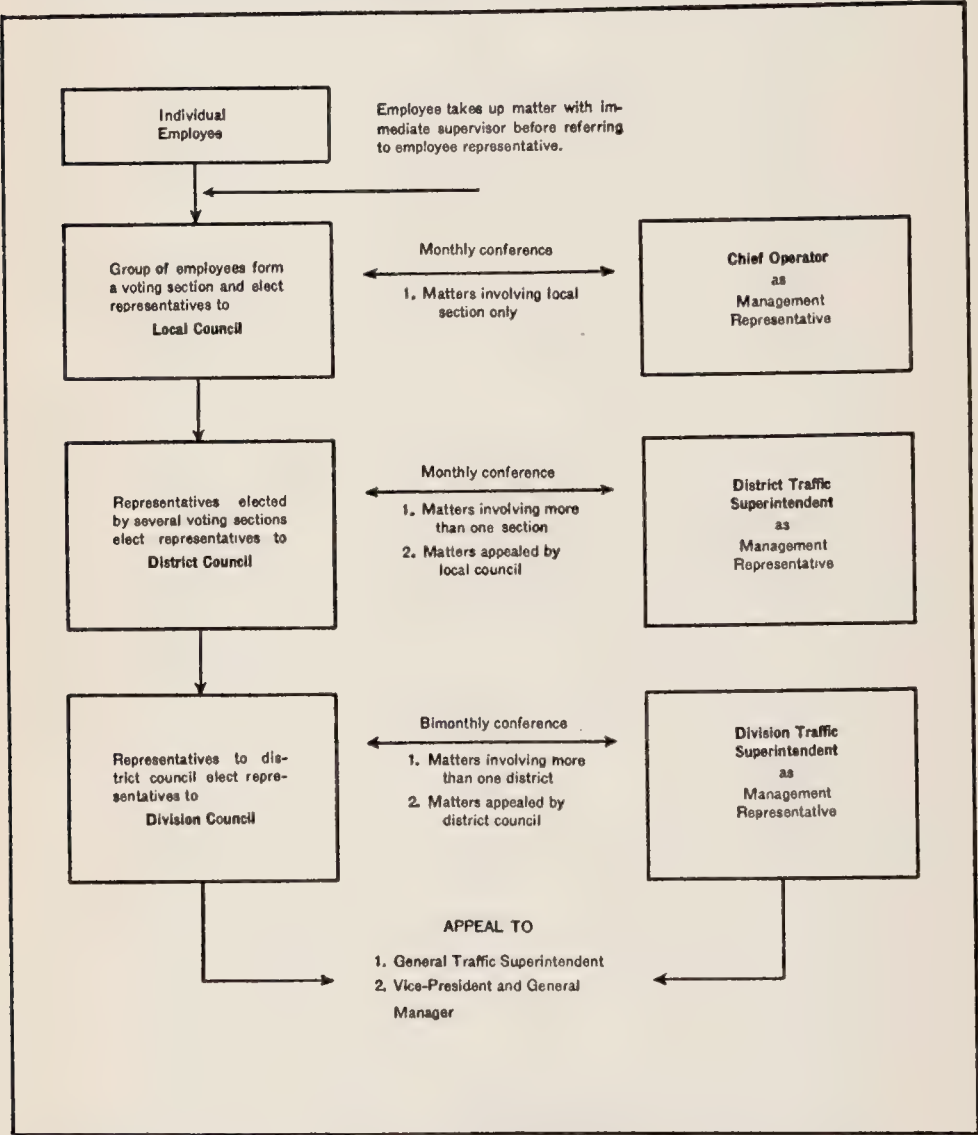 Individual
Employee
Employee takes up matter with im-
mediate supervisor before referring
to employee representative.
Group of employees form
a voting section and elect
representatives to
Local Council
Monthly conference
1. Matters involving local
section only
Chief Operator
as
Management
Representative
Representatives elected
by several voting sections
elect representatives to
District Council
Monthly conference
1. Matters involving more
than one section
2. Matters appealed by
local council
District Traffic
Superintendent
as
Management
Representative
Representatives to dis-
trict council elect repre-
sentatives to
Division Council
Bimonthly conference
1. Matters involving more
than one district
2. Matters appealed by
district council
Division Traffic
Superintendent
as
Management
Representative
APPEAL TO
1. General Traffic Superintendent
2. Vice-President and General
Manager